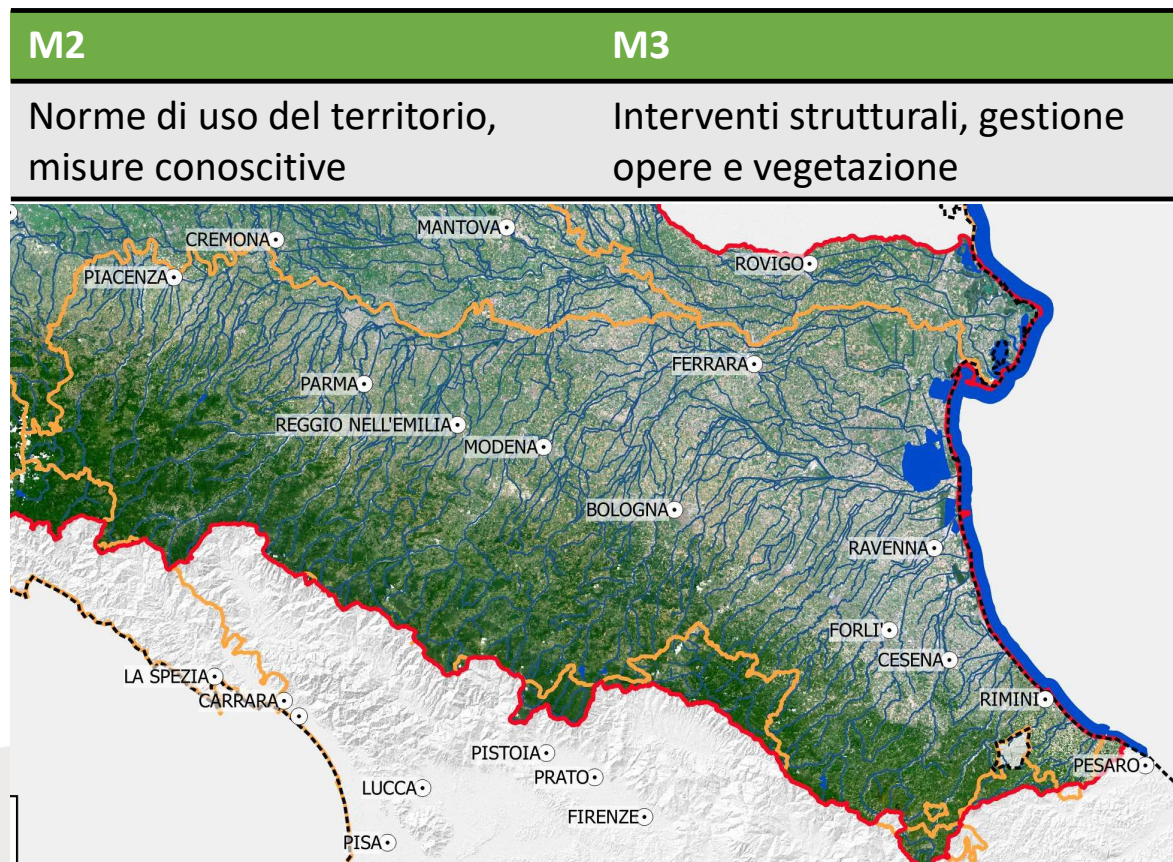 M2
M3
Norme di uso del territorio,
misure conoscitive
Interventi strutturali, gestione
opere e vegetazione
MANTOVA
CREMONA
ROVIGO
PIACENZA
FERRARA
PARMA
REGGIO NELL'EMILIA
MODENA
BOLOGNA
RAVENNA
FORLI'
CESENA
LA SPEZIA
CARRARA
RIMINI
PISTOIA
PESARO
PRATO
LUCCA
FIRENZE
PISA